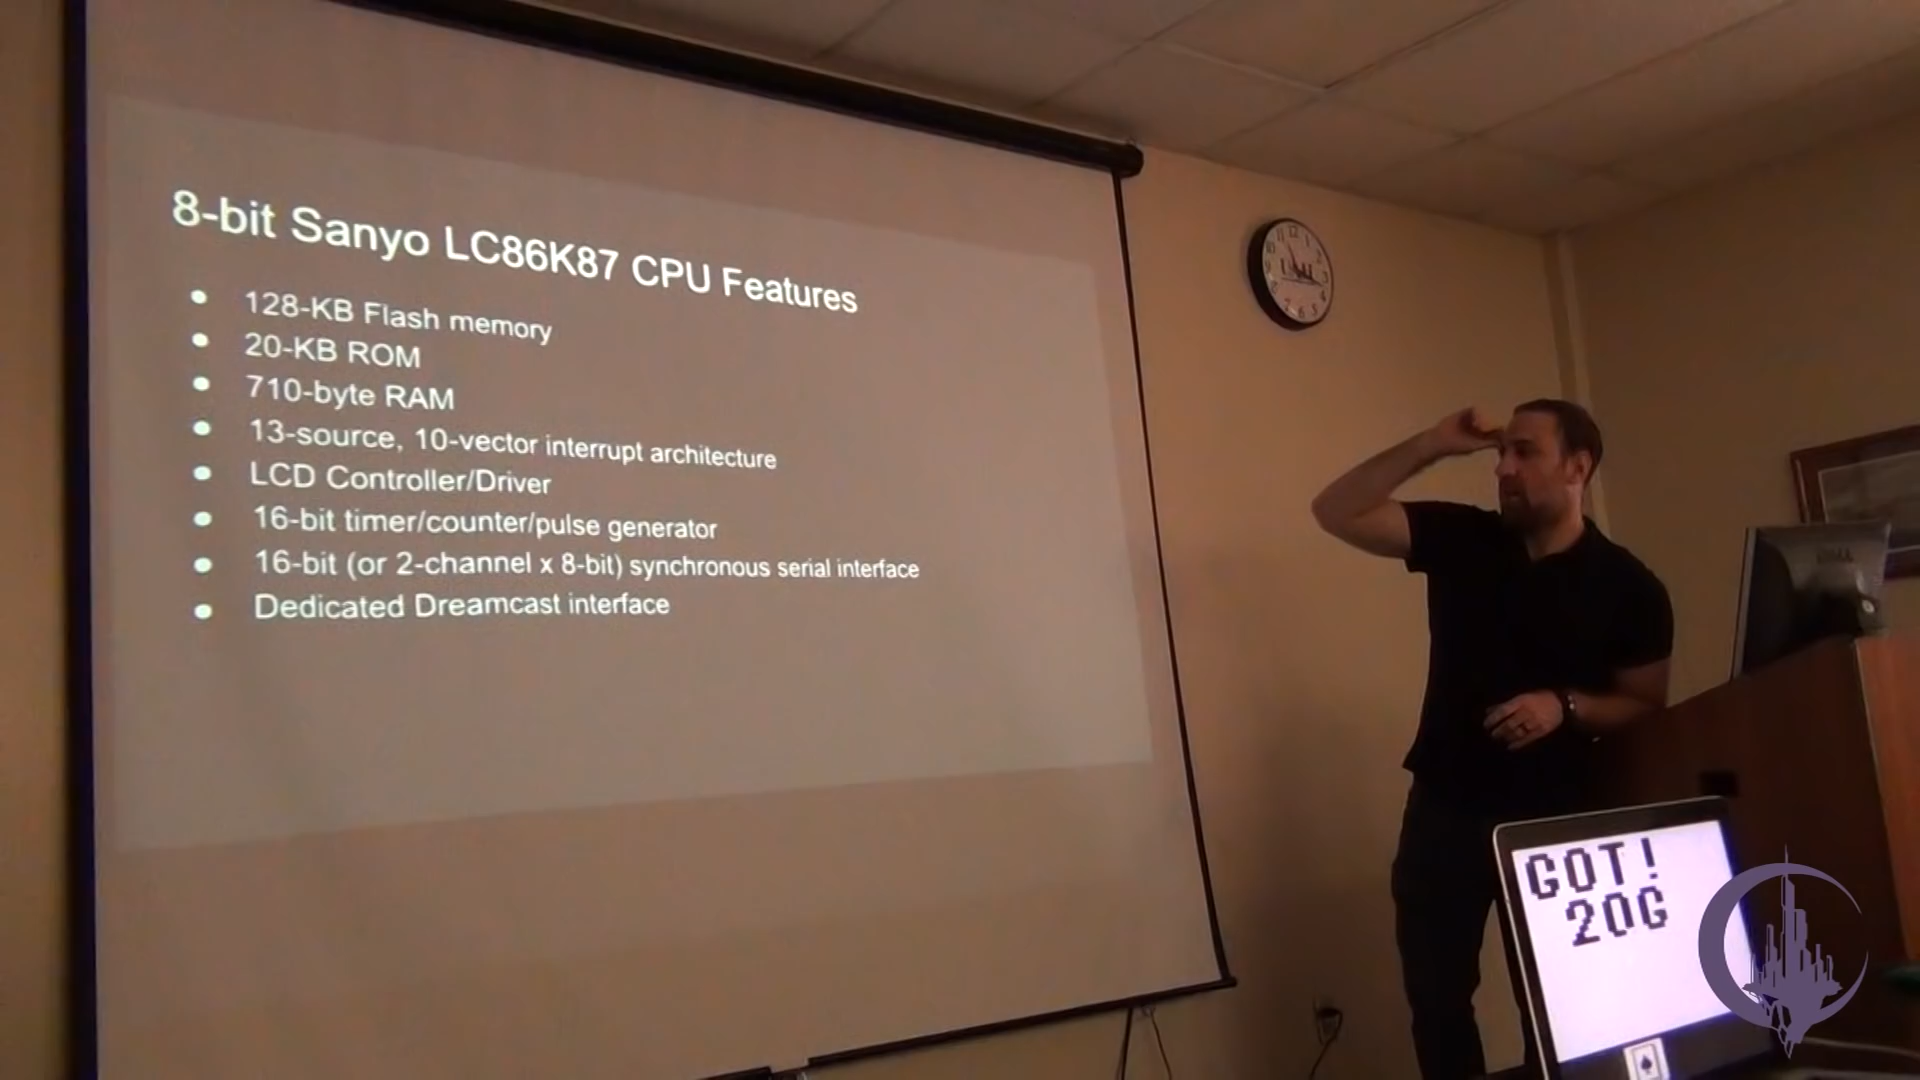 8-bit Sanyo LC86K87 CPU Features
128-KB Flash memory
20-KB ROM
710-byte RAM
13-source, 10-vector interrupt architecture
LCD Controller/Driver
16-bit timer/counter/pulse generator
16-bit (or 2-channel x 8-bit) synchronous serial interface
Dedicated Dreamcast interface
GOT!
20G